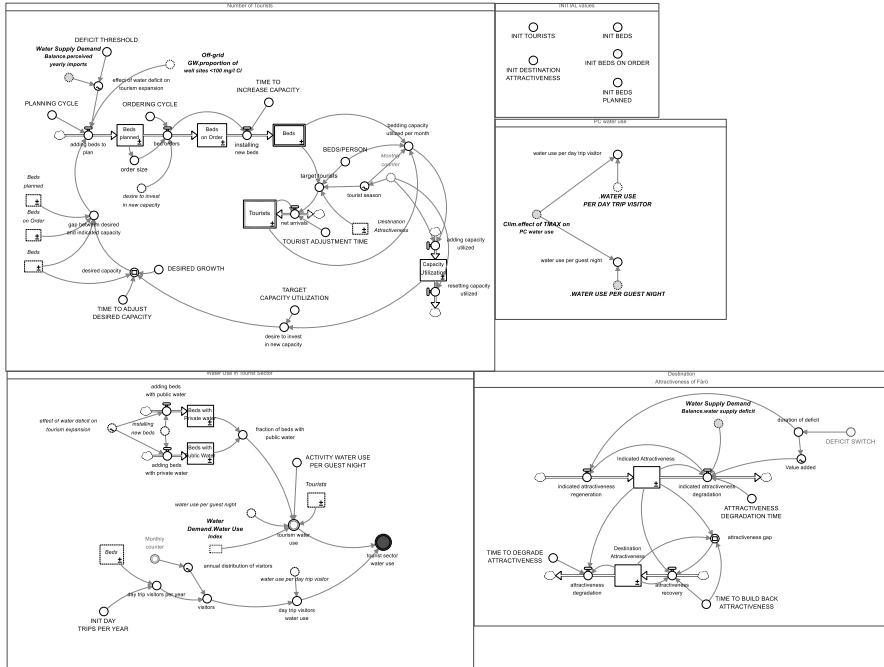 Number of Tourists
DEFICIT THRESHOLD
Water Supply Demand
Balance.perceived
yearly imports
Off-grid
GW.proportion of
well sites <100 mg/l Cl
effect of water deficit on
tourism expansion
TIME TO
INCREASE CAPACITY
PLANNING CYCLE
ORDERING CYCLE
Beds
planned
Beds
on Order
Beds
adding beds to
plan
bed orders
installing
new beds
bedding capacity
utilized per month
order size
BEDS/PERSON
Monthly
counter
target tourists
desire to invest
in new capacity
tourist season
Beds
planned
Beds
on Order
Beds
Tourists
net arrivals
Destination
Attractiveness
TOURIST ADJUSTMENT TIME
gap between desired
and indicated capacity
adding capacity
utilized
Capacity
Utilization
resetting capacity
utilized
desired capacity
DESIRED GROWTH
TIME TO ADJUST
DESIRED CAPACITY
TARGET
CAPACITY UTILIZATION
desire to invest
in new capacity
INITIAL values
INIT TOURISTS
INIT BEDS
INIT DESTINATION
ATTRACTIVENESS
INIT BEDS ON ORDER
INIT BEDS
PLANNED
PC water use
water use per day trip visitor
.WATER USE
PER DAY TRIP VISITOR
Clim.effect of TMAX on
PC water use
water use per guest night
.WATER USE PER GUEST NIGHT
Water Use in Tourist Sector
adding beds
with public water
effect of water deficit on
tourism expansion
installing
new beds
Beds with
Private water
Beds with
Public Water
adding beds
with private water
fraction of beds with
public water
ACTIVITY WATER USE
PER GUEST NIGHT
Tourists
water use per guest night
Water
Demand.Water Use
Index
tourism water
use
tourist sector
water use
Monthly
counter
Beds
annual distribution of visitors
water use per day trip visitor
day trip visitors per year
visitors
day trip visitors
water use
INIT DAY
TRIPS PER YEAR
Destination
Attractiveness of Fårö
Water Supply Demand
Balance.water supply deficit
duration of deficit
DEFICIT SWITCH
Value added
Indicated Attractiveness
indicated attractiveness
regeneration
indicated attractiveness
degradation
ATTRACTIVENESS
DEGRADATION TIME
attractiveness gap
TIME TO DEGRADE
ATTRACTIVENESS
Destination
Attractiveness
attractiveness
degradation
attractiveness
recovery
TIME TO BUILD BACK
ATTRACTIVENESS